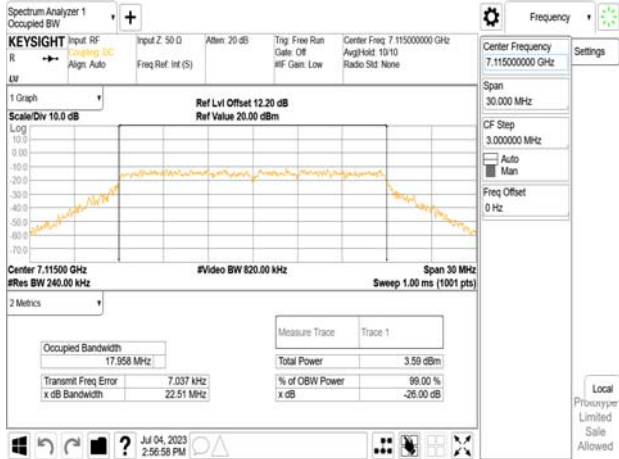 Spectrum Analyzer 1
Occupied BW
Frequency
KEYSIGHT
R
Input: RF
Coupling: DC
Align: Auto
Input Z: 50 Ω
Freq Ref: Int (S)
Atten: 20 dB
Trig: Free Run
Gate: Off
#IF Gain: Low
Center Freq: 7.115000000 GHz
Avg|Hold: 10/10
Radio Std: None
1 Graph
Scale/Div 10.0 dB
Ref Lvl Offset 12.20 dB
Ref Value 20.00 dBm
Log
10.0
0.00
-10.0
-20.0
-30.0
-40.0
-50.0
-60.0
-70.0
Center 7.11500 GHz
#Res BW 240.00 kHz
#Video BW 820.00 kHz
Span 30 MHz
Sweep 1.00 ms (1001 pts)
2 Metrics
Measure Trace
Trace 1
Occupied Bandwidth
17.958 MHz
Total Power
3.59 dBm
Transmit Freq Error
7.037 kHz
% of OBW Power
99.00 %
x dB Bandwidth
22.51 MHz
x dB
-26.00 dB
Jul 04, 2023
2:56:58 PM
Center Frequency
7.115000000 GHz
Settings
Span
30.000 MHz
CF Step
3.000000 MHz
Auto
Man
Freq Offset
0 Hz
Local
Prototype
Limited
Sale
Allowed